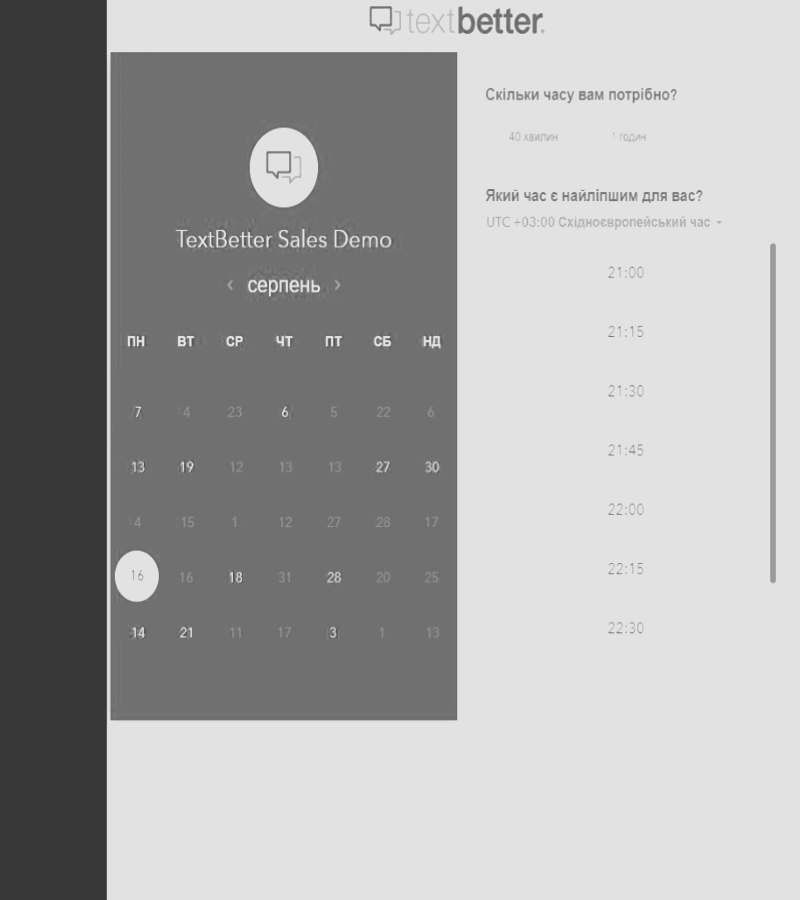 textbetter.
TextBetter Sales Demo
‹ серпень ›
ПН ВТ СР ЧТ ПТ СБ НД
7 4 23 6 5 22 6
13 19 12 13 13 27 30
4 15 1 12 27 28 17
16 16 18 31 28 20 25
14 21 11 17 3 1 13
Скільки часу вам потрібно?
40 хвилин 1 годин
Який час є найліпшим для вас?
UTC +03:00 Східноєвропейський час
21:00
21:15
21:30
21:45
22:00
22:15
22:30